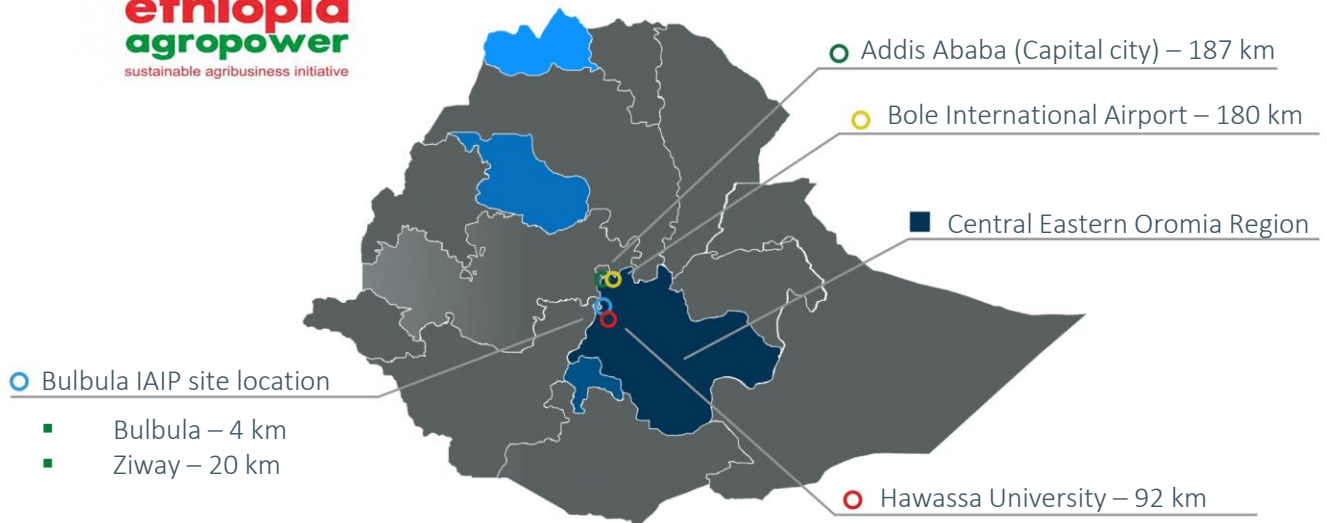 ethiopia
agropower
sustainable agribusiness initiative
Addis Ababa (Capital city) – 187 km
Bole International Airport – 180 km
Central Eastern Oromia Region
Bulbula IAIP site location
Bulbula – 4 km
Ziway – 20 km
Hawassa University – 92 km